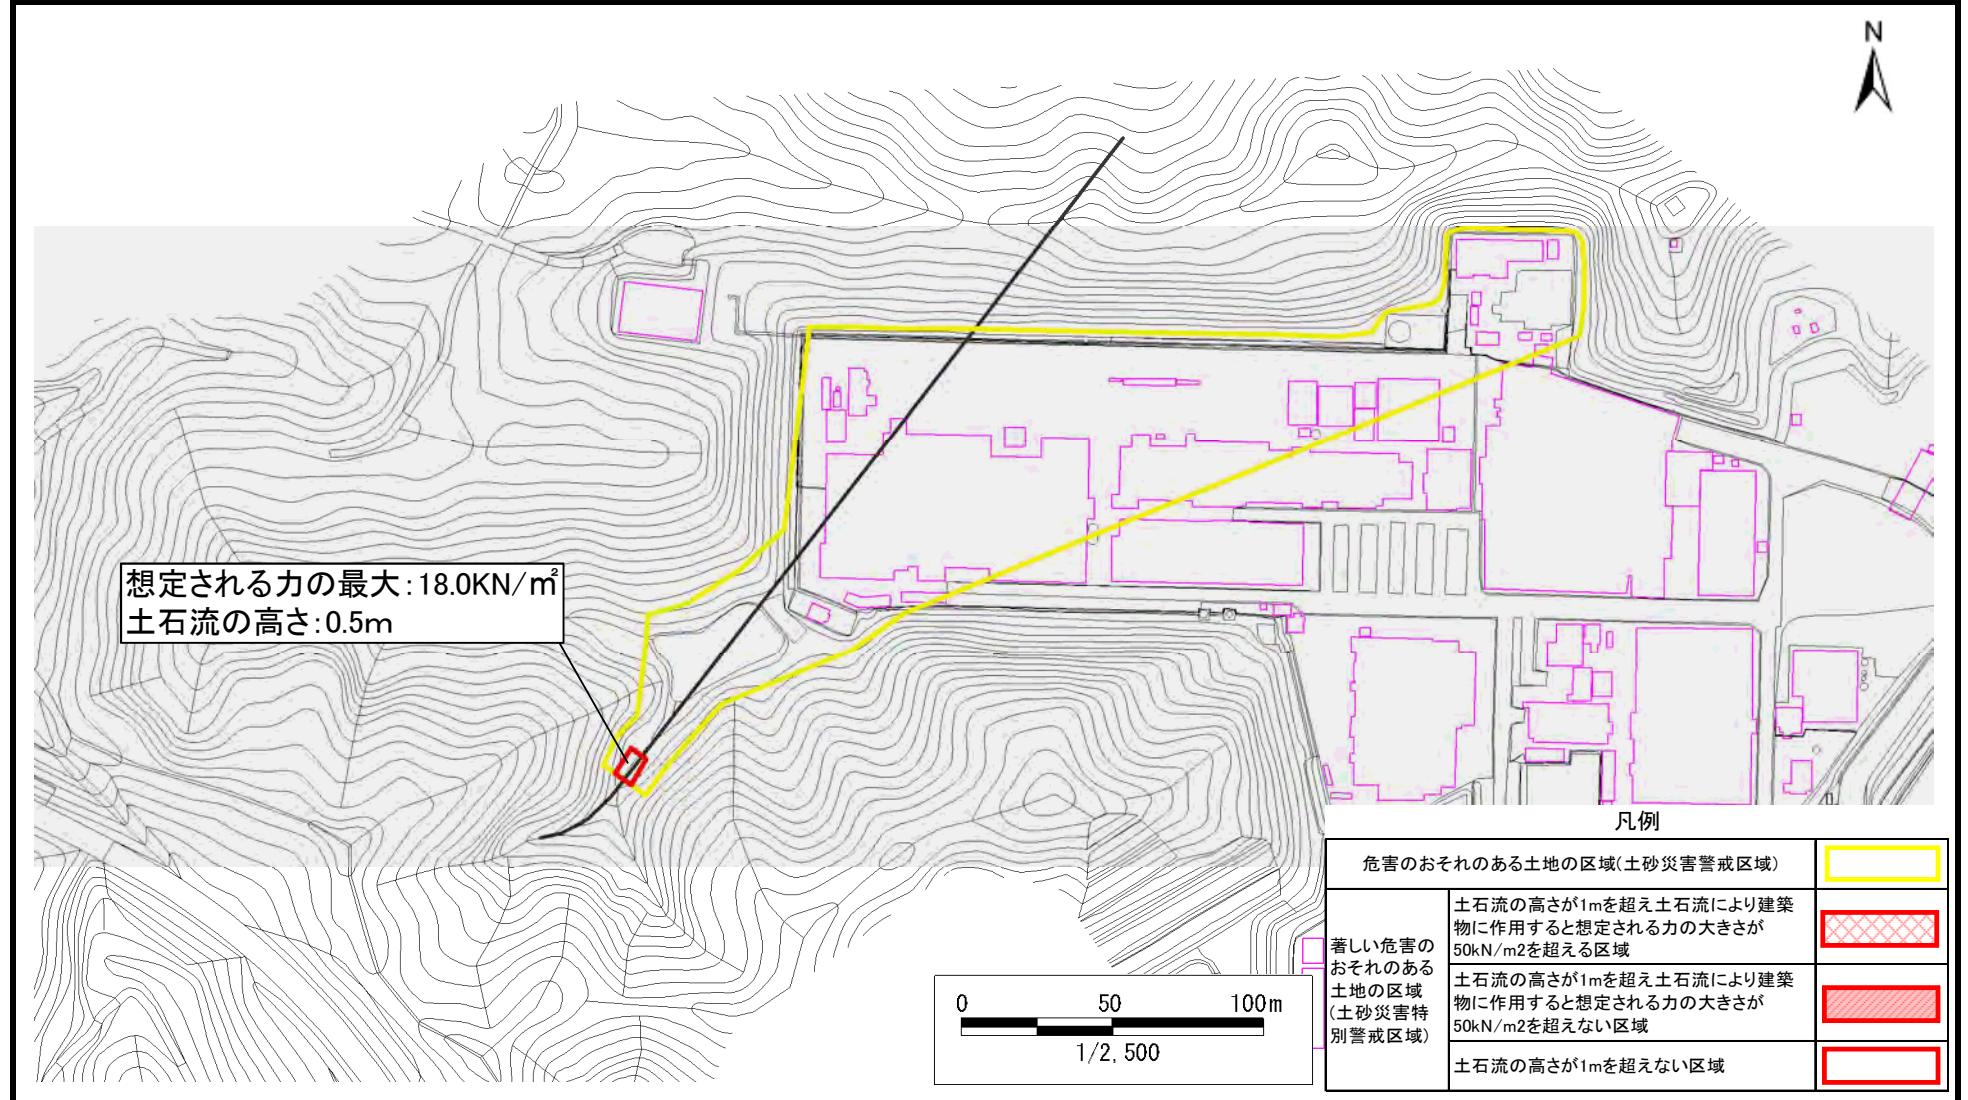 N
想定される力の最大:18.0KN/㎡
土石流の高さ:0.5m
凡例
危害のおそれのある土地の区域(土砂災害警戒区域)
著しい危害の
おそれのある
土地の区域
(土砂災害特
別警戒区域)
土石流の高さが1mを超え土石流により建築
物に作用すると想定される力の大きさが
50kN/m2を超える区域
土石流の高さが1mを超え土石流により建築
物に作用すると想定される力の大きさが
50kN/m2を超えない区域
土石流の高さが1mを超えない区域
0 50 100m
1/2,500